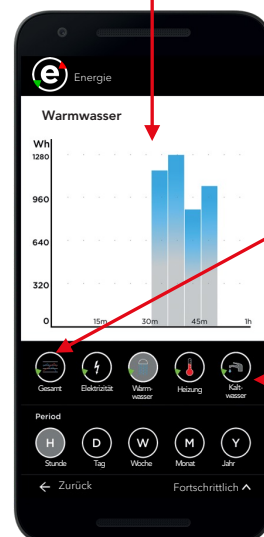 e Energie
Warmwasser
Wh
1280
960
640
320
0 15m 30m 45m 1h
Gesamt Elektrizität Warm-
wasser Heizung Kalt-
wasser
Period
H D W M Y
Stunde Tag Woche Monat Jahr
← Zurück Fortschrittlich